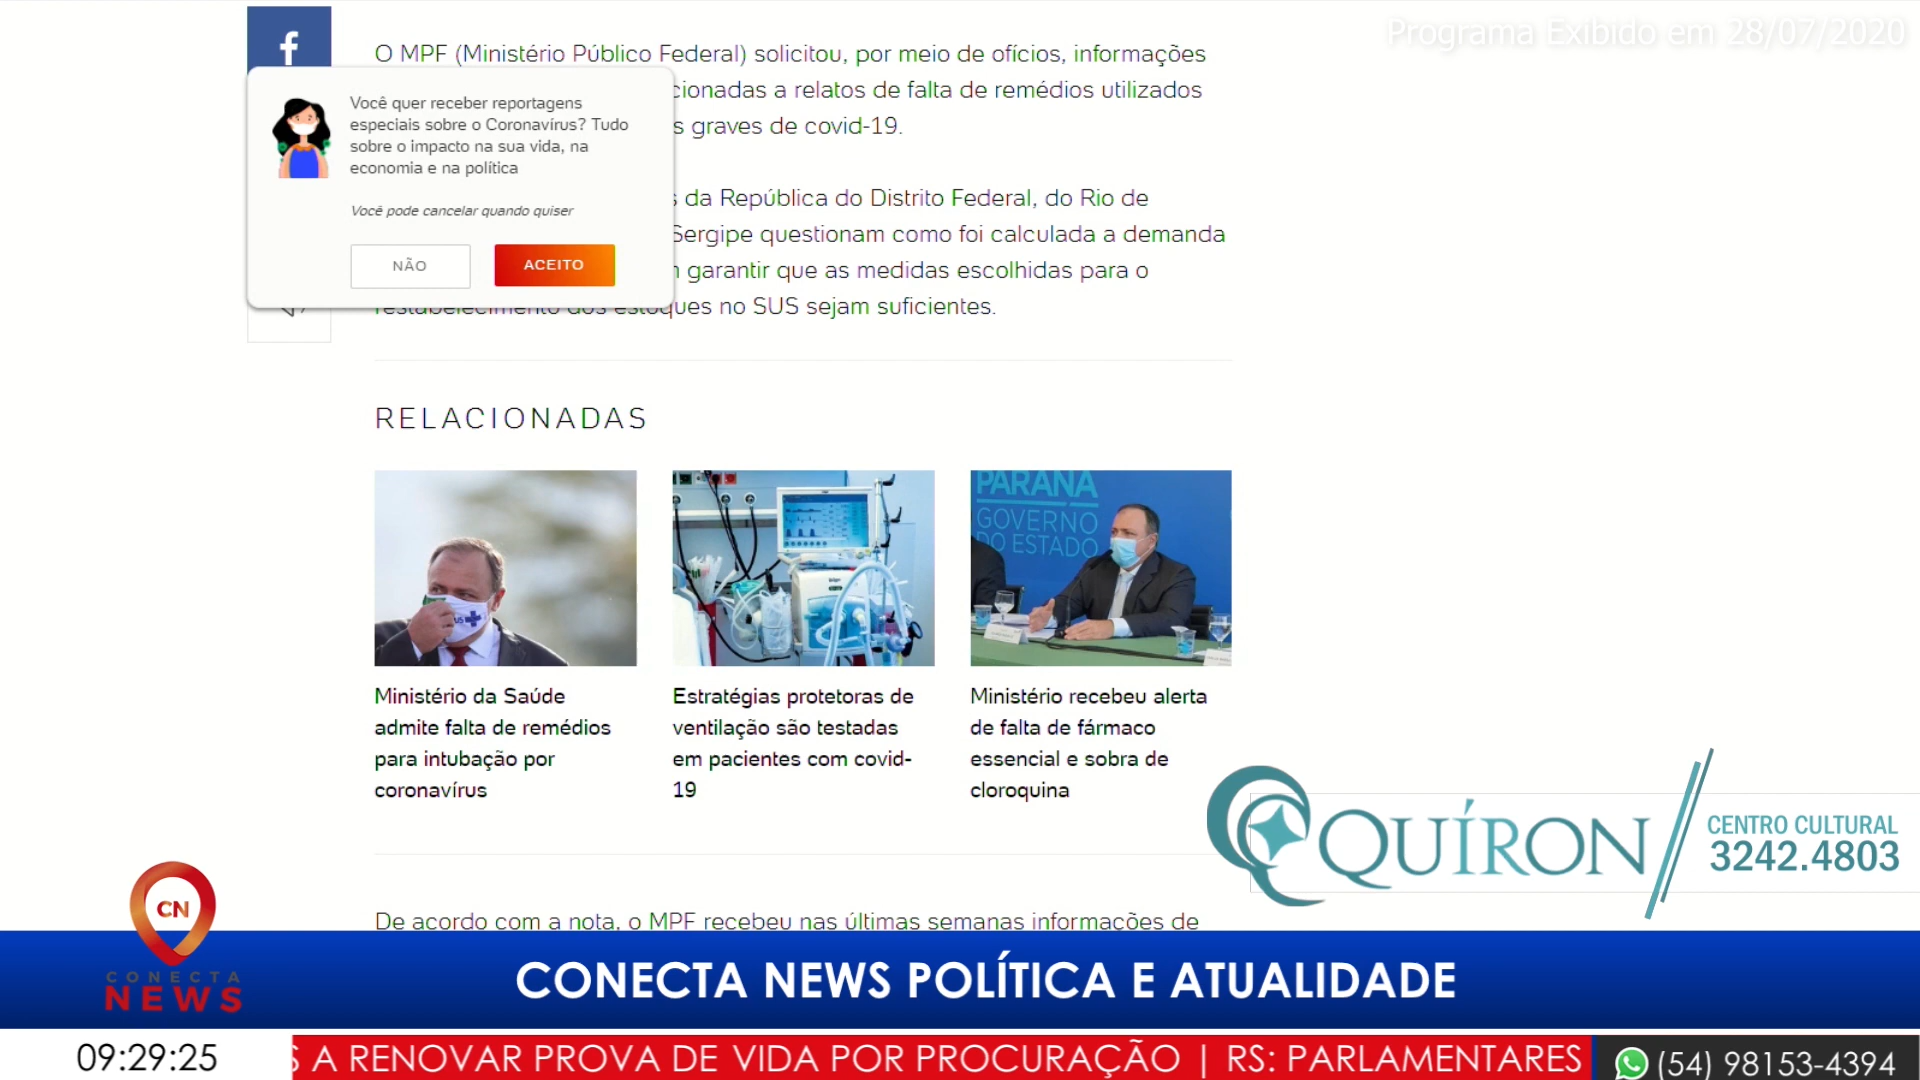 Programa Exibido em 28/07/2020
f
O MPF (Ministério Público Federal) solicitou, por meio de ofícios, informações
cionadas a relatos de falta de remédios utilizados
s graves de covid-19.
Você quer receber reportagens
especiais sobre o Coronavírus? Tudo
sobre o impacto na sua vida, na
economia e na política
Você pode cancelar quando quiser
NÃO
ACEITO
s da República do Distrito Federal, do Rio de
Sergipe questionam como foi calculada a demanda
garantir que as medidas escolhidas para o
restabelecimento dos estoques no SUS sejam suficientes.
RELACIONADAS
PARANÁ
GOVERNO
DO ESTADO
Ministério da Saúde
admite falta de remédios
para intubação por
coronavírus
Estratégias protetoras de
ventilação são testadas
em pacientes com covid-
19
Ministério recebeu alerta
de falta de fármaco
essencial e sobra de
cloroquina
QUÍRON
CENTRO CULTURAL
3242.4803
De acordo com a nota, o MPF recebeu nas últimas semanas informações de
CN
CONECTA
NEWS
CONECTA NEWS POLÍTICA E ATUALIDADE
09:29:25
S A RENOVAR PROVA DE VIDA POR PROCURAÇÃO | RS: PARLAMENTARES
(54) 98153-4394